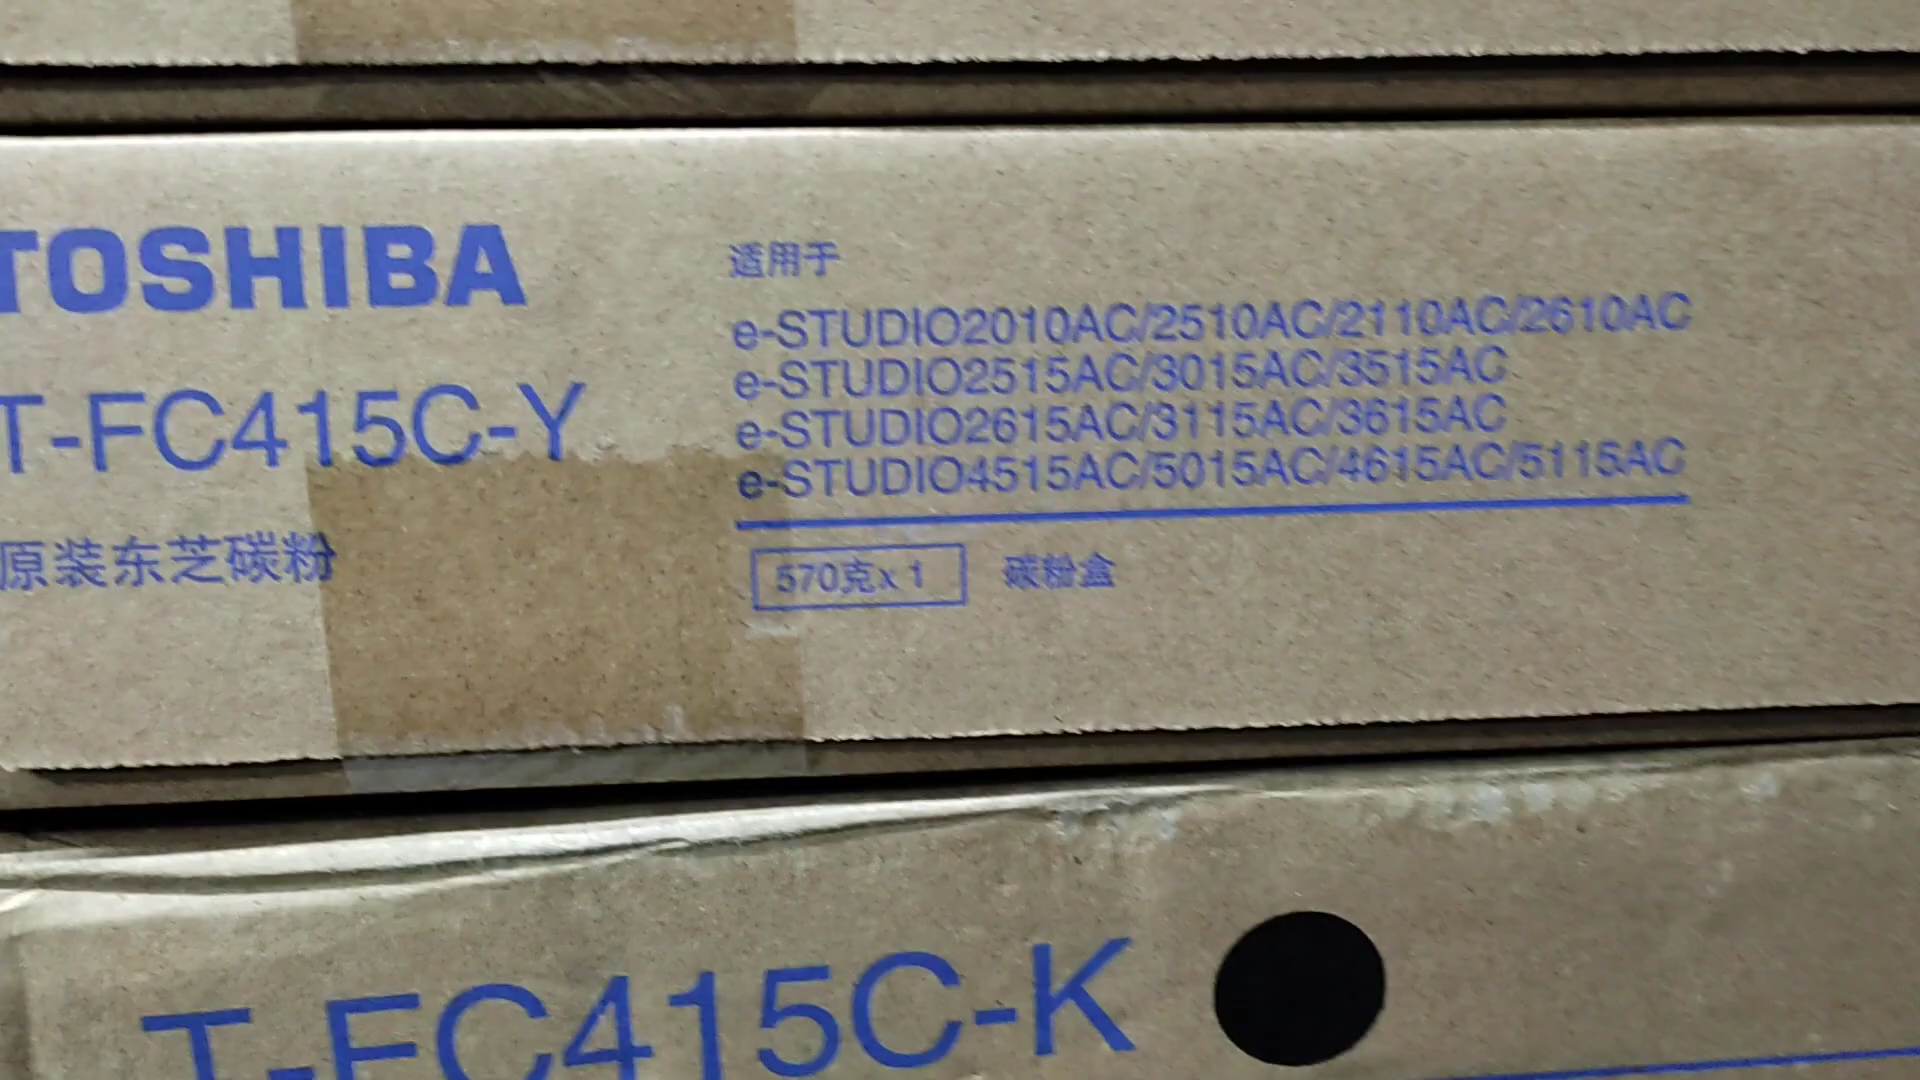 TOSHIBA
T-FC415C-Y
原装东芝碳粉
适用于
e-STUDIO2010AC/2510AC/2110AC/2610AC
e-STUDIO2515AC/3015AC/3515AC
e-STUDIO2615AC/3115AC/3615AC
e-STUDIO4515AC/5015AC/4615AC/5115AC
570克x1 碳粉盒
T-FC415C-K